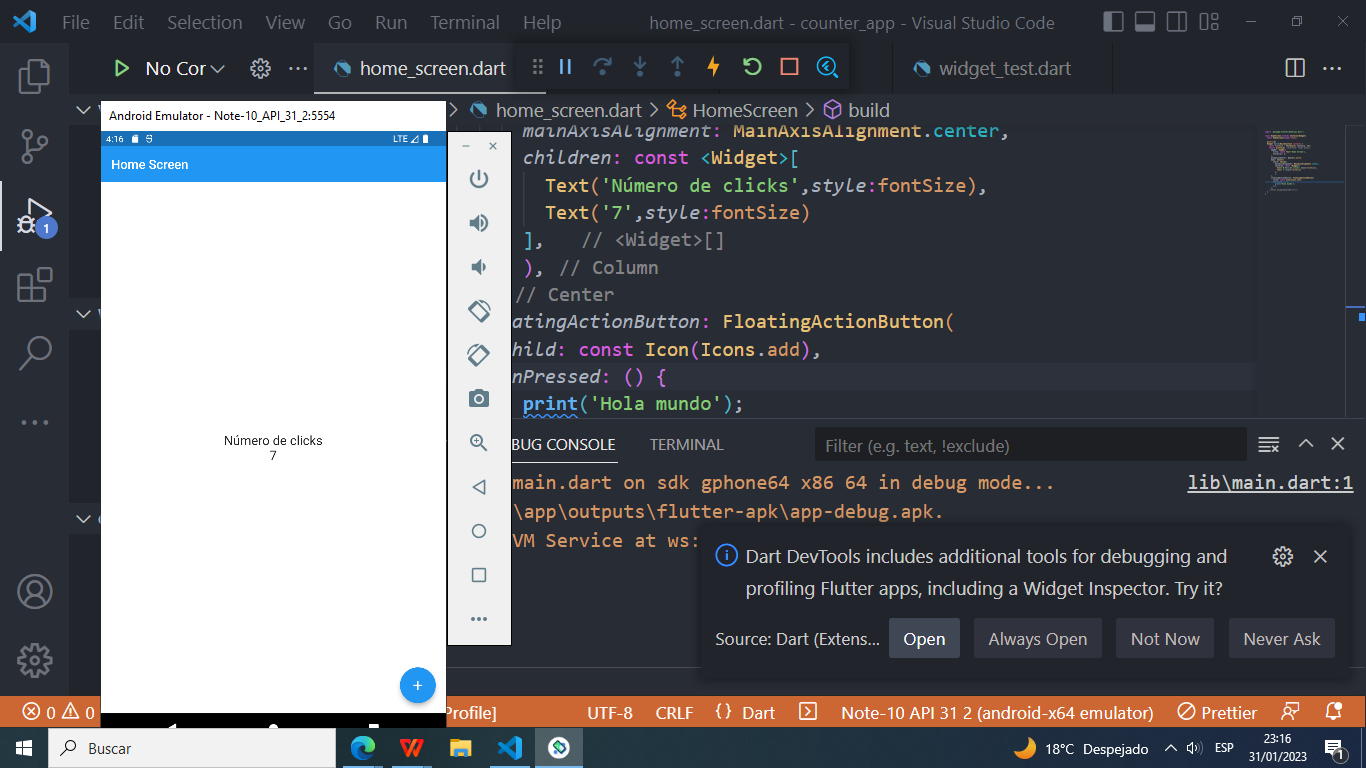 File Edit Selection View Go Run Terminal Help home_screen.dart - counter_app - Visual Studio Code
No Cor home_screen.dart widget_test.dart
home_screen.dart HomeScreen build
Android Emulator - Note-10_API_31_2:5554
4:16 LTE
Home Screen
Número de clicks
7
+
mainAxisAlignment: MainAxisAlignment.center,
children: const <Widget>[
Text('Número de clicks',style:fontSize),
Text('7',style:fontSize)
], // <Widget>[]
), // Column
// Center
atingActionButton: FloatingActionButton(
hild: const Icon(Icons.add),
nPressed: () {
print('Hola mundo');
BUG CONSOLE TERMINAL Filter (e.g. text, !exclude)
main.dart on sdk gphone64 x86 64 in debug mode... lib\main.dart:1
\app\outputs\flutter-apk\app-debug.apk.
VM Service at ws:
Dart DevTools includes additional tools for debugging and
profiling Flutter apps, including a Widget Inspector. Try it?
Source: Dart (Extens... Open Always Open Not Now Never Ask
1
0 0 Profile] UTF-8 CRLF {} Dart Note-10 API 31 2 (android-x64 emulator) Prettier
Buscar 18°C Despejado ESP 23:16
31/01/2023 1